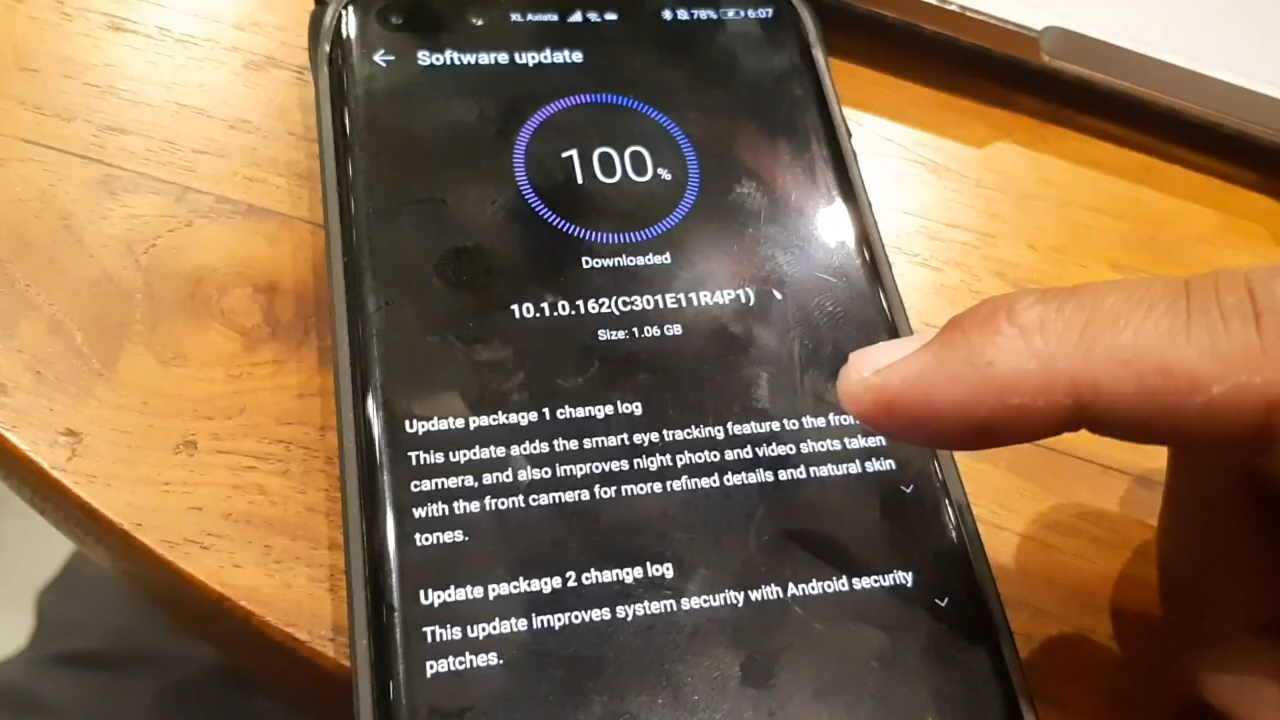 XL Axiata 78% 6:07
Software update
100%
Downloaded
10.1.0.162(C301E11R4P1)
Size: 1.06 GB
Update package 1 change log
This update adds the smart eye tracking feature to the
camera, and also improves night photo and video shots taken
with the front camera for more refined details and natural skin
tones.
Update package 2 change log
This update improves system security with Android security
patches.